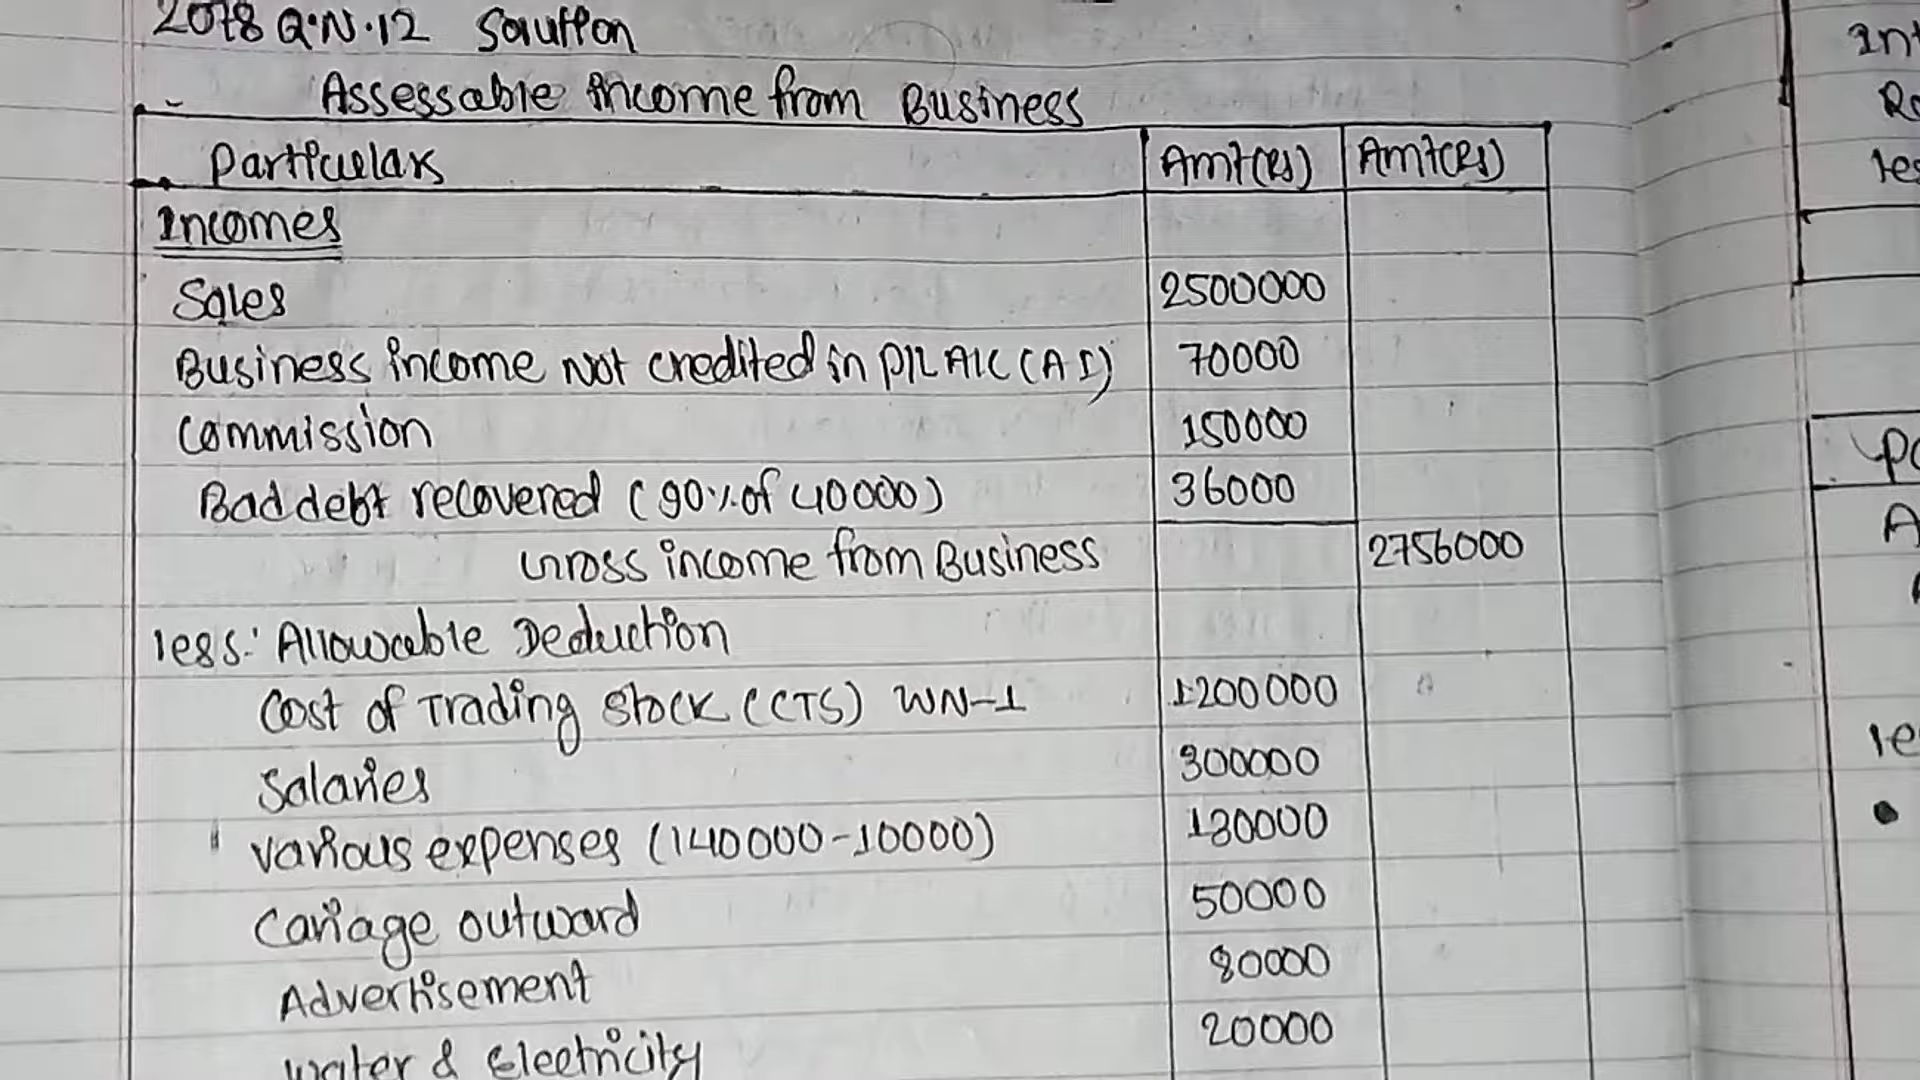 2078 Q.N.12 Solution
Assessable income from Business
Particulars Amt(Rs) Amt(Rs)
Incomes
Sales 2500000
Business income Not credited in P/L A/C (A I) 70000
Commission 150000
Bad debt recovered (90% of 40000) 36000
Gross income from Business 2756000
less: Allowable Deduction
Cost of Trading stock (CTS) WN-1 1200000
Salaries 300000
Various expenses (140000-10000) 130000
Cariage outward 50000
Advertisement 80000
Water & Electricity 20000
Int
less